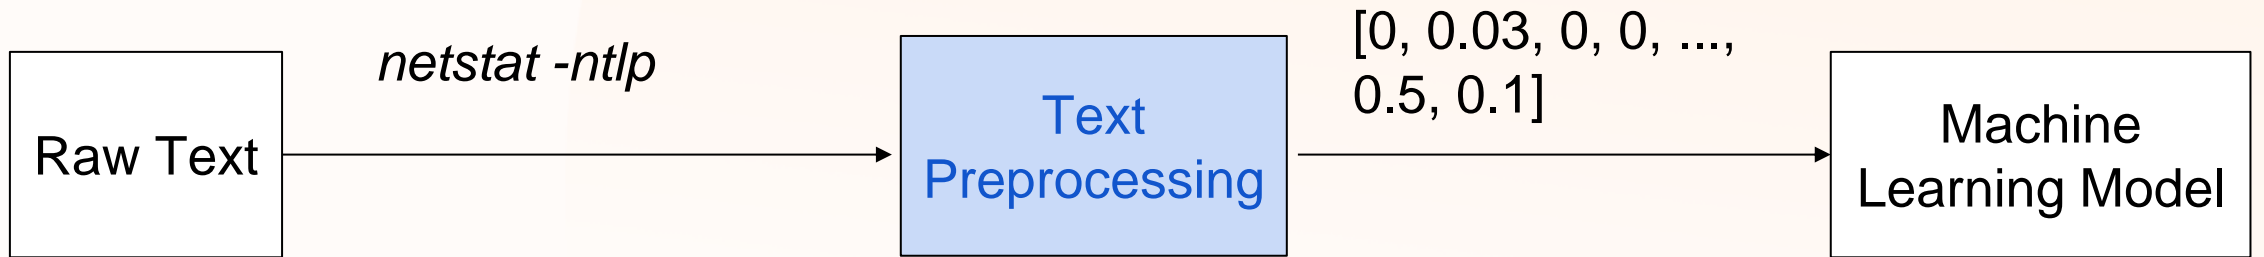 Raw Text
netstat -ntlp
Text
Preprocessing
[0, 0.03, 0, 0, ...,
0.5, 0.1]
Machine
Learning Model